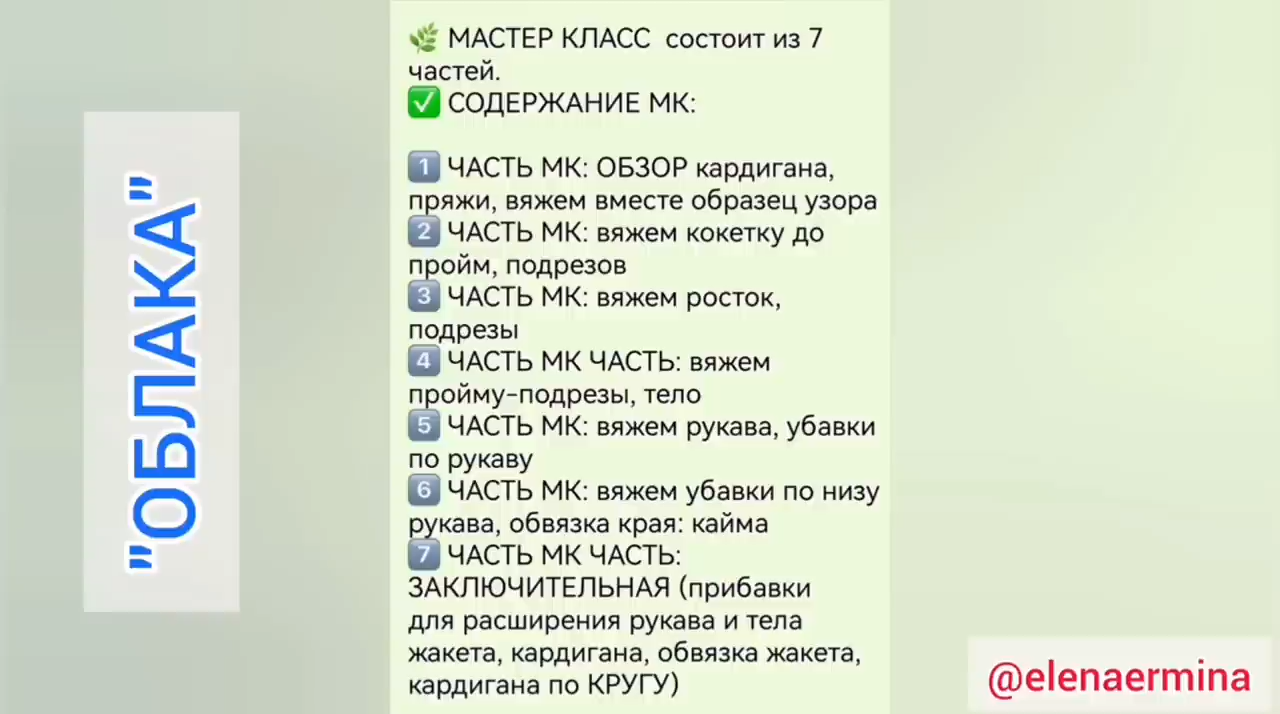 "ОБЛАКА"
🌿 МАСТЕР КЛАСС состоит из 7
частей.
✅ СОДЕРЖАНИЕ МК:
1️⃣ ЧАСТЬ МК: ОБЗОР кардигана,
пряжи, вяжем вместе образец узора
2️⃣ ЧАСТЬ МК: вяжем кокетку до
пройм, подрезов
3️⃣ ЧАСТЬ МК: вяжем росток,
подрезы
4️⃣ ЧАСТЬ МК ЧАСТЬ: вяжем
пройму-подрезы, тело
5️⃣ ЧАСТЬ МК: вяжем рукава, убавки
по рукаву
6️⃣ ЧАСТЬ МК: вяжем убавки по низу
рукава, обвязка края: кайма
7️⃣ ЧАСТЬ МК ЧАСТЬ:
ЗАКЛЮЧИТЕЛЬНАЯ (прибавки
для расширения рукава и тела
жакета, кардигана, обвязка жакета,
кардигана по КРУГУ)
@elenaermina